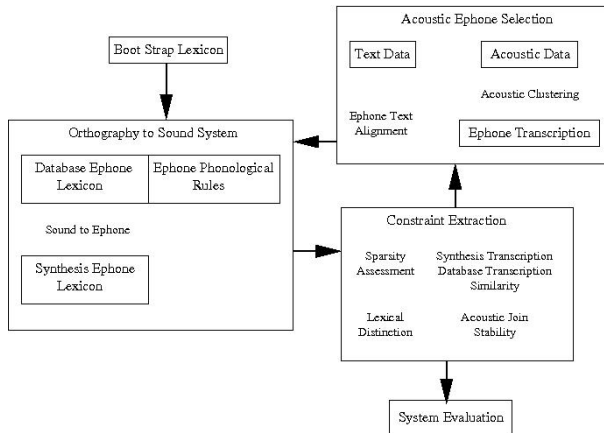 Boot Strap Lexicon
Orthography to Sound System
Database Ephone
Lexicon
Ephone Phonological
Rules
Sound to Ephone
Synthesis Ephone
Lexicon
Acoustic Ephone Selection
Text Data
Acoustic Data
Acoustic Clustering
Ephone Text
Alignment
Ephone Transcription
Constraint Extraction
Sparsity
Assessment
Synthesis Transcription
Database Transcription
Similarity
Lexical
Distinction
Acoustic Join
Stability
System Evaluation